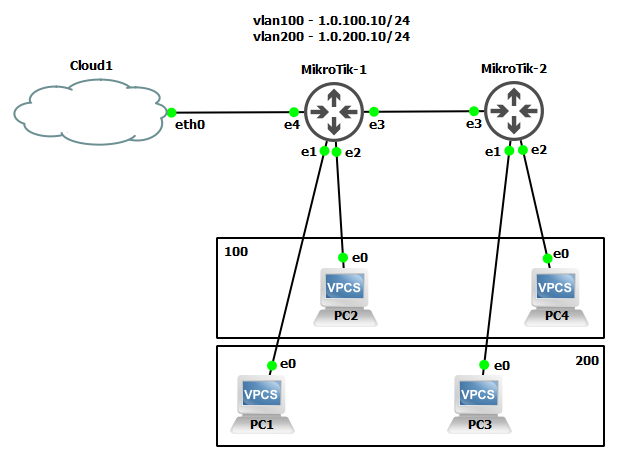 vlan100 - 1.0.100.10/24
vlan200 - 1.0.200.10/24
Cloud1
MikroTik-1
MikroTik-2
eth0
e4
e3
e3
e1
e2
e1
e2
100
e0
e0
VPCS
VPCS
PC2
PC4
200
e0
e0
VPCS
VPCS
PC1
PC3